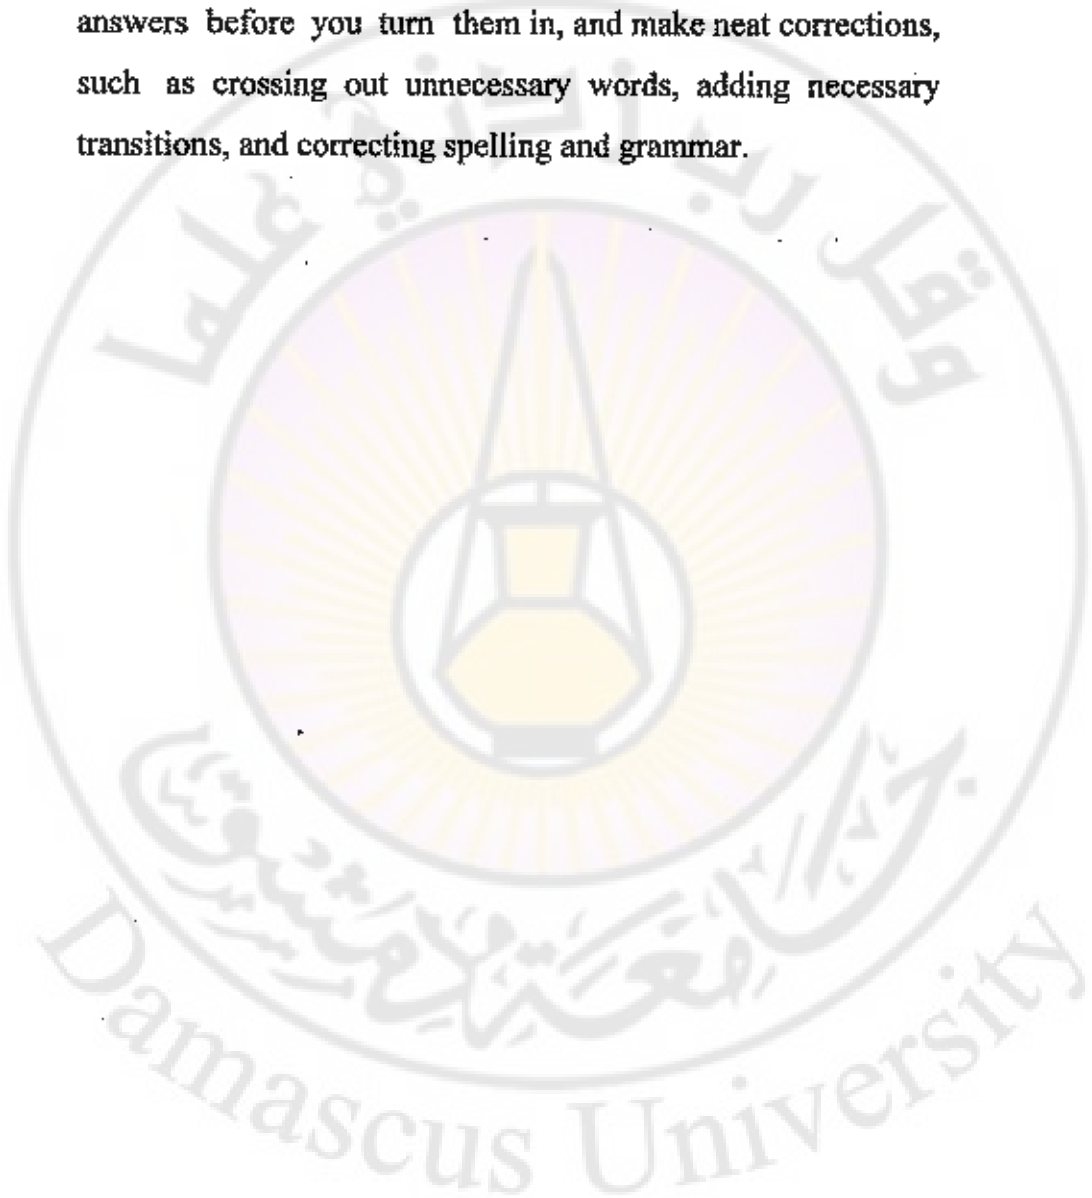 answers before you turn them in, and make neat corrections,
such as crossing out unnecessary words, adding necessary
transitions, and correcting spelling and grammar.
وقل رب زدني علما
جامعة دمشق
Damascus University